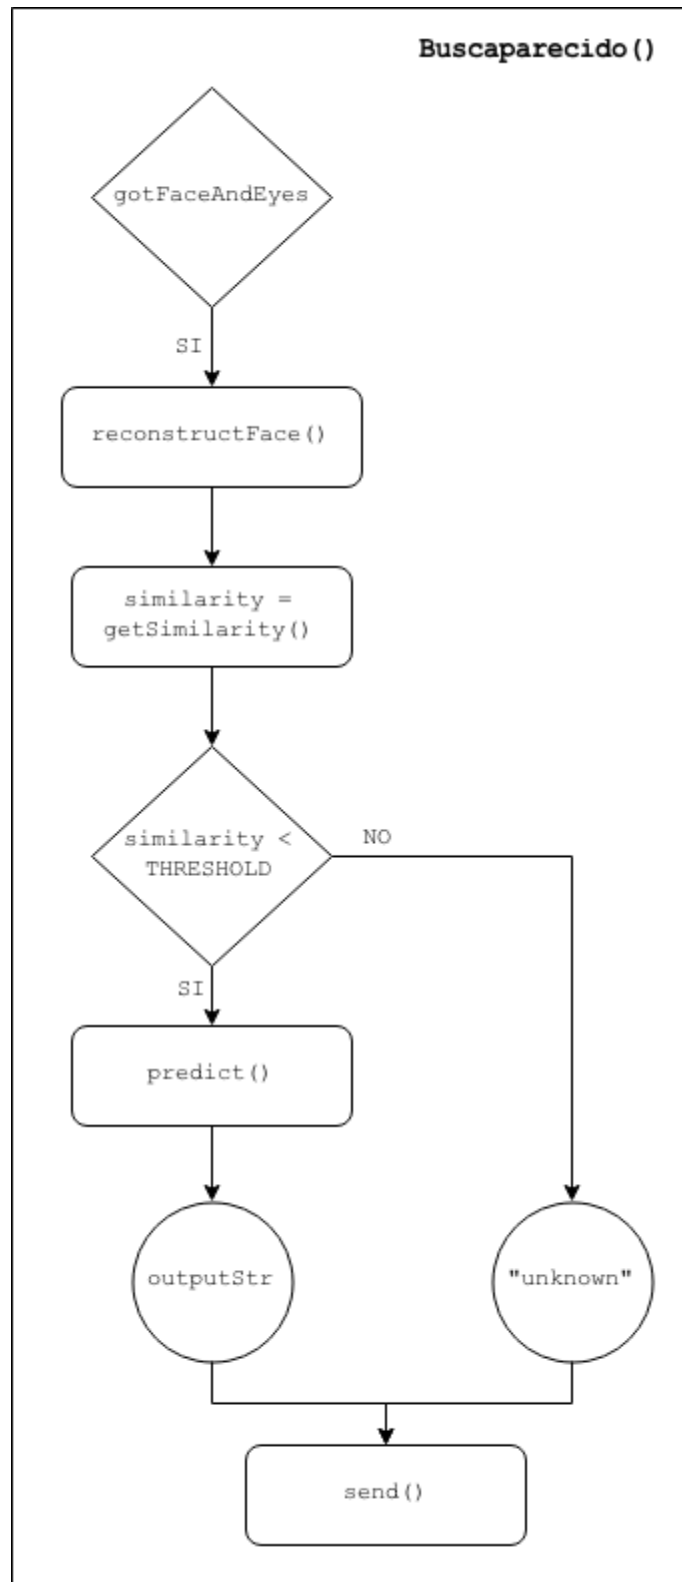 Buscaparecido()
gotFaceAndEyes
SI
reconstructFace()
similarity =
getSimilarity()
similarity <
THRESHOLD
NO
SI
predict()
outputStr
"unknown"
send()